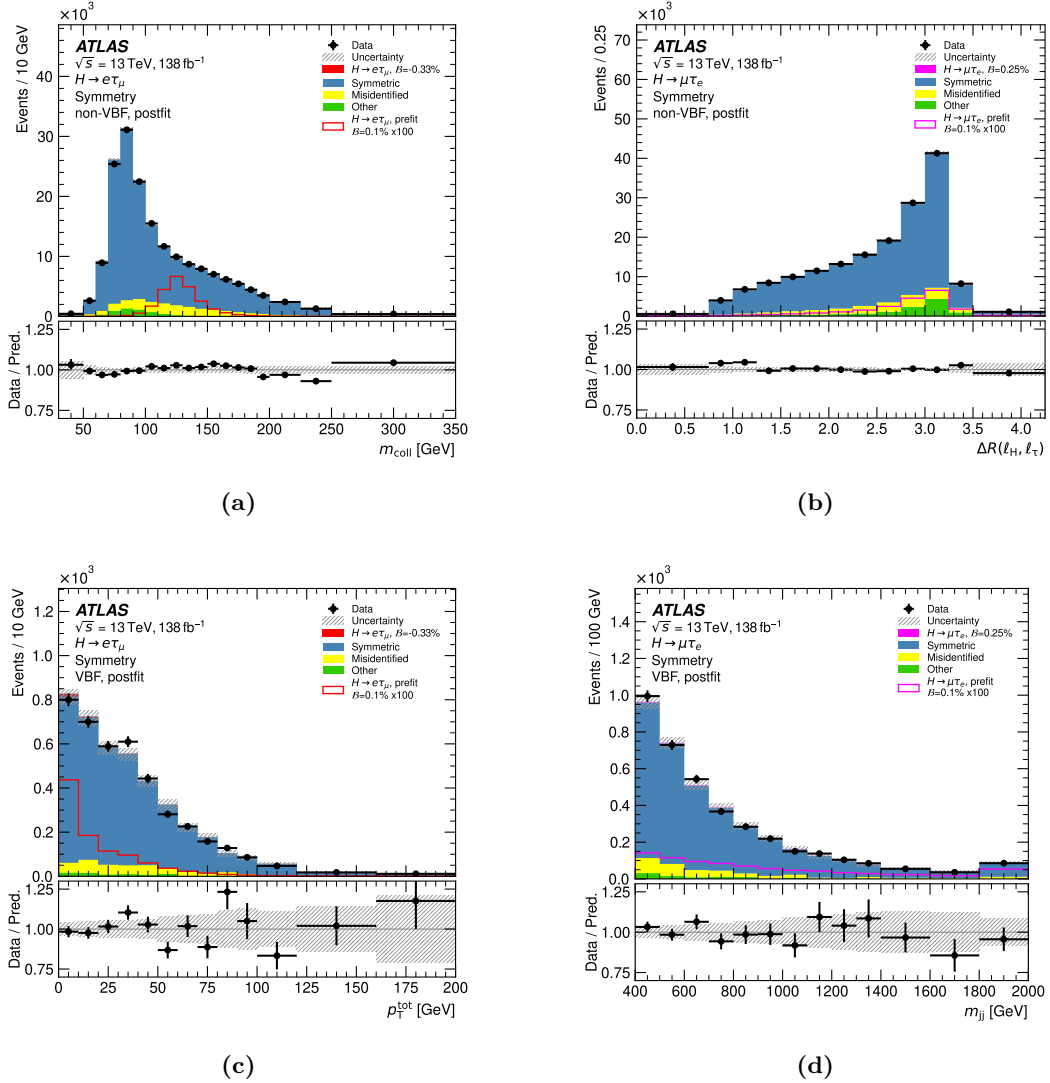 ×10³
Events / 10 GeV
ATLAS
√s = 13 TeV, 138 fb⁻¹
H→eτμ
Symmetry
non-VBF, postfit
Data
Uncertainty
H→eτμ, B=-0.33%
Symmetric
Misidentified
Other
H→eτμ, prefit
B=0.1% x100
40
30
20
10
0
Data / Pred.
1.25
1.00
0.75
50 100 150 200 250 300 350
m_coll [GeV]
(a)
×10³
Events / 0.25
ATLAS
√s = 13 TeV, 138 fb⁻¹
H→μτe
Symmetry
non-VBF, postfit
Data
Uncertainty
H→μτe, B=0.25%
Symmetric
Misidentified
Other
H→μτe, prefit
B=0.1% x100
70
60
50
40
30
20
10
0
Data / Pred.
1.25
1.00
0.75
0.0 0.5 1.0 1.5 2.0 2.5 3.0 3.5 4.0
ΔR(ℓH, ℓτ)
(b)
×10³
Events / 10 GeV
ATLAS
√s = 13 TeV, 138 fb⁻¹
H→eτμ
Symmetry
VBF, postfit
Data
Uncertainty
H→eτμ, B=-0.33%
Symmetric
Misidentified
Other
H→eτμ, prefit
B=0.1% x100
1.2
1.0
0.8
0.6
0.4
0.2
0.0
Data / Pred.
1.25
1.00
0.75
0 25 50 75 100 125 150 175 200
p_T^tot [GeV]
(c)
×10³
Events / 100 GeV
ATLAS
√s = 13 TeV, 138 fb⁻¹
H→μτe
Symmetry
VBF, postfit
Data
Uncertainty
H→μτe, B=0.25%
Symmetric
Misidentified
Other
H→μτe, prefit
B=0.1% x100
1.4
1.2
1.0
0.8
0.6
0.4
0.2
0.0
Data / Pred.
1.25
1.00
0.75
400 600 800 1000 1200 1400 1600 1800 2000
m_jj [GeV]
(d)